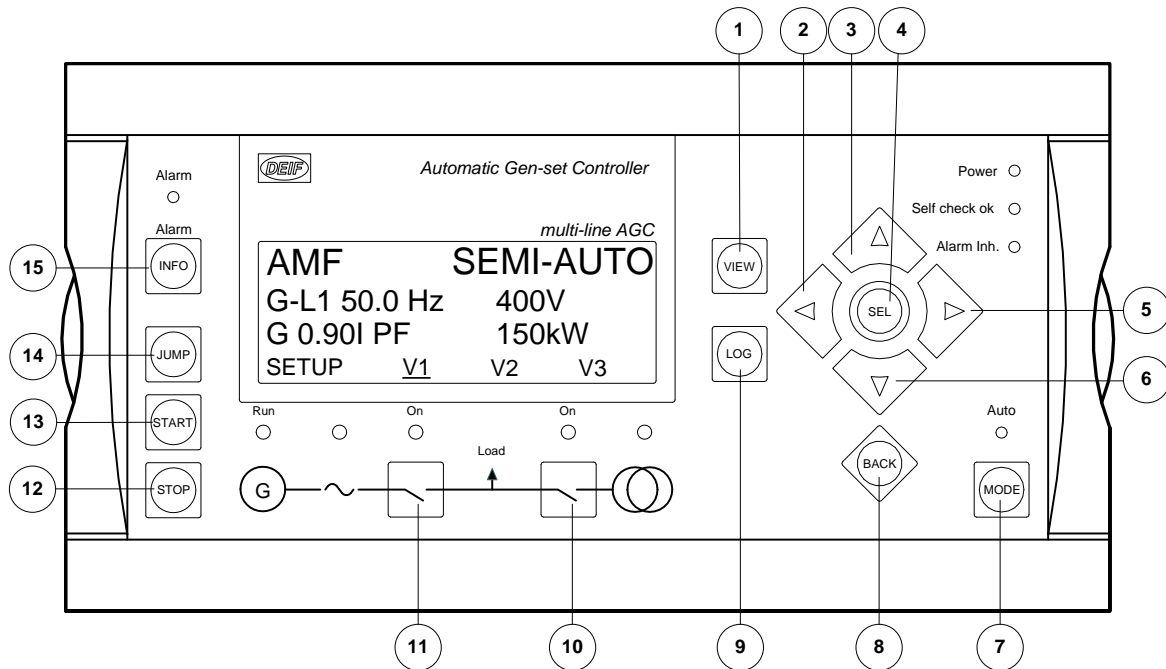 1
2
3
4
DEIF
Automatic Gen-set Controller
Power
Alarm
Self check ok
multi-line AGC
Alarm
Alarm Inh.
15
INFO
AMF SEMI-AUTO
VIEW
G-L1 50.0 Hz 400V
SEL
5
G 0.90I PF 150kW
14
JUMP
LOG
SETUP V1 V2 V3
6
13
START
Run
On
On
Auto
Load
BACK
12
STOP
G
MODE
11
10
9
8
7